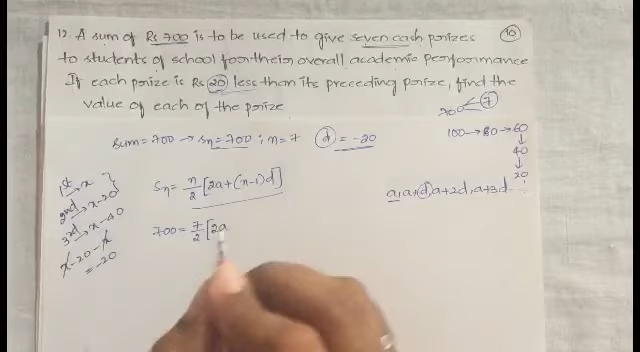 12. A sum of Rs 700 is to be used to give seven cash prizes
to students of school for their overall academic performance
If each prize is Rs 20 less than its preceding prize, find the
value of each of the prize
10
700 < 7
Sum = 700 → Sn = 700 ; n = 7 d = -20
100 → 80 → 60
↓
40
↓
20
1st → x
2nd → x-20
3rd → x-40
x-20-x
= -20
Sn = n/2 [2a+(n-1)d]
a, a+d, a+2d, a+3d ...
700 = 7/2 [2a